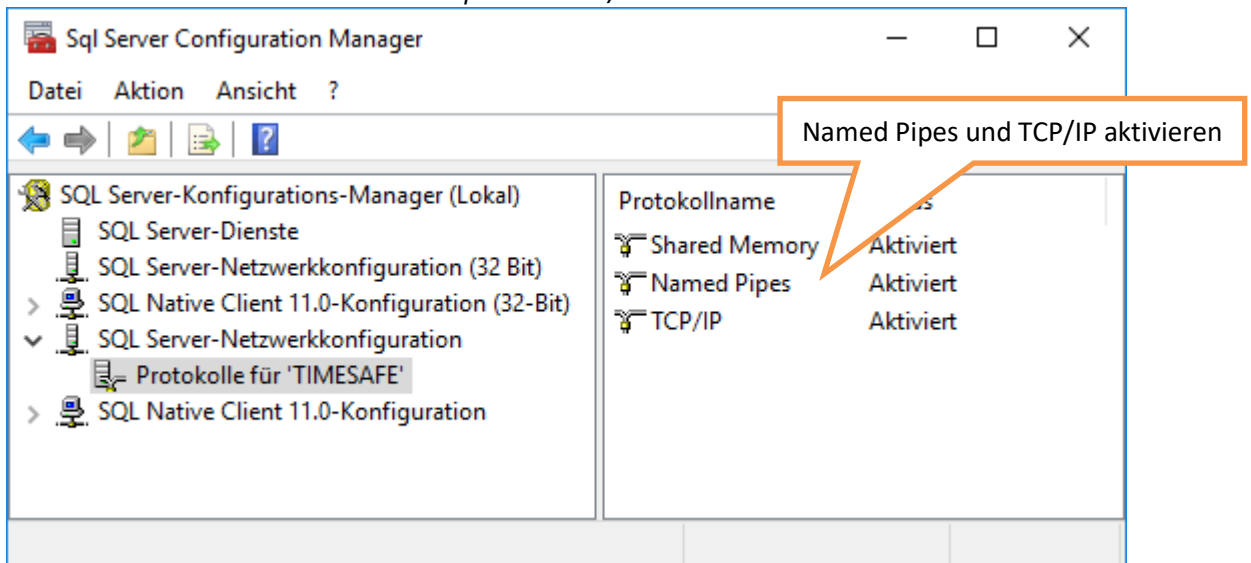 Sql Server Configuration Manager
Datei Aktion Ansicht ?
Named Pipes und TCP/IP aktivieren
SQL Server-Konfigurations-Manager (Lokal)
SQL Server-Dienste
SQL Server-Netzwerkkonfiguration (32 Bit)
SQL Native Client 11.0-Konfiguration (32-Bit)
SQL Server-Netzwerkkonfiguration
Protokolle für 'TIMESAFE'
SQL Native Client 11.0-Konfiguration
Protokollname
Shared Memory Aktiviert
Named Pipes Aktiviert
TCP/IP Aktiviert